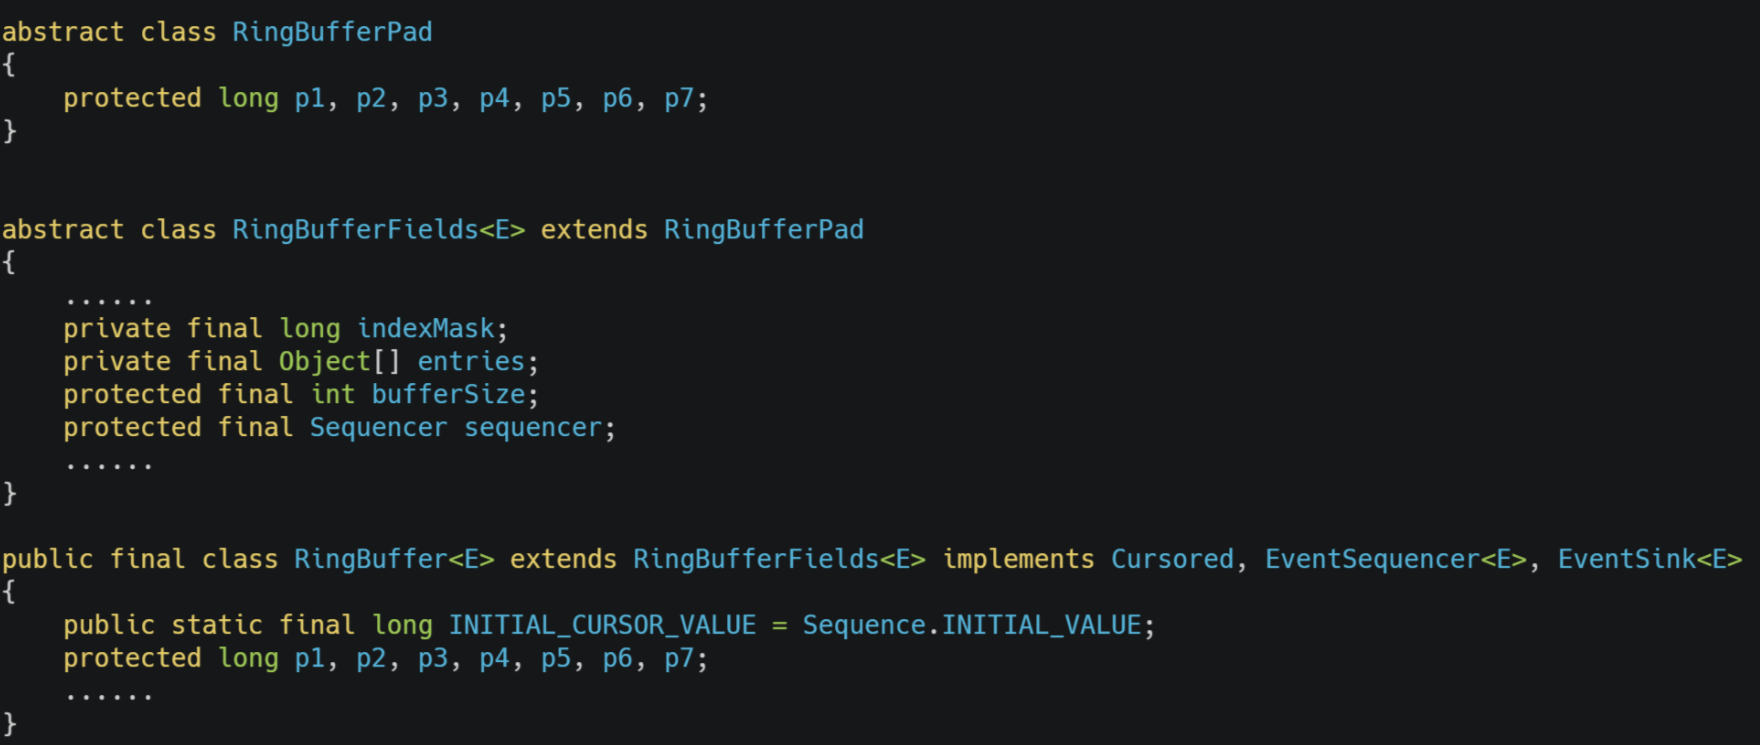 abstract class RingBufferPad
{
    protected long p1, p2, p3, p4, p5, p6, p7;
}
abstract class RingBufferFields<E> extends RingBufferPad
{
    ......
    private final long indexMask;
    private final Object[] entries;
    protected final int bufferSize;
    protected final Sequencer sequencer;
    ......
}
public final class RingBuffer<E> extends RingBufferFields<E> implements Cursored, EventSequencer<E>, EventSink<E>
{
    public static final long INITIAL_CURSOR_VALUE = Sequence.INITIAL_VALUE;
    protected long p1, p2, p3, p4, p5, p6, p7;
    ......
}